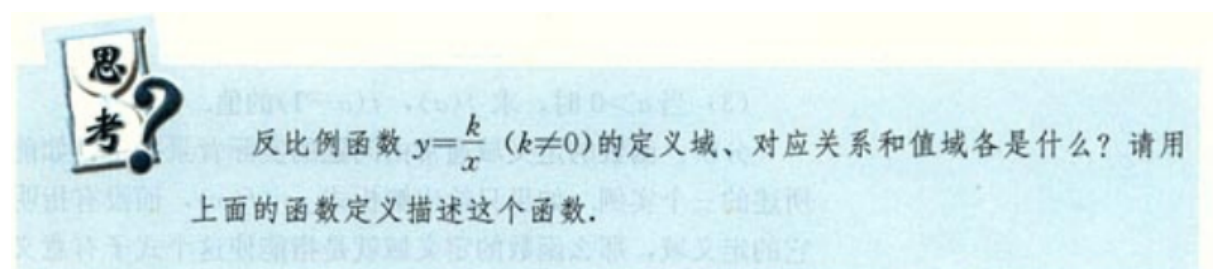 思
考
?
反比例函数 y=k/x (k≠0)的定义域、对应关系和值域各是什么?请用
上面的函数定义描述这个函数.